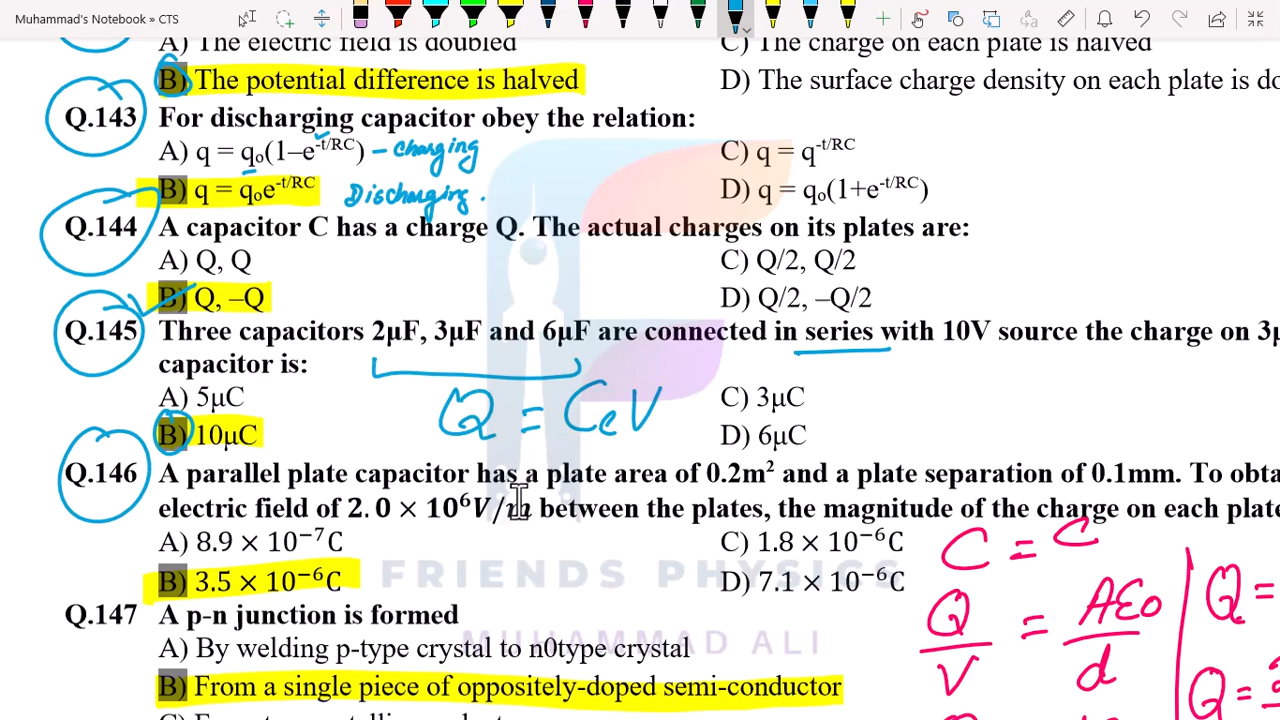 Muhammad's Notebook » CTS
A) The electric field is doubled
C) The charge on each plate is halved
B) The potential difference is halved
D) The surface charge density on each plate is do
Q.143 For discharging capacitor obey the relation:
A) q = qₒ(1–e⁻ᵗ/ᴿᶜ) – charging
C) q = q⁻ᵗ/ᴿᶜ
B) q = qₒe⁻ᵗ/ᴿᶜ Discharging.
D) q = qₒ(1+e⁻ᵗ/ᴿᶜ)
Q.144 A capacitor C has a charge Q. The actual charges on its plates are:
A) Q, Q
C) Q/2, Q/2
B) Q, –Q
D) Q/2, –Q/2
Q.145 Three capacitors 2μF, 3μF and 6μF are connected in series with 10V source the charge on 3μ
capacitor is:
A) 5μC
C) 3μC
Q = CeV
B) 10μC
D) 6μC
Q.146 A parallel plate capacitor has a plate area of 0.2m² and a plate separation of 0.1mm. To obta
electric field of 2.0 × 10⁶V/m between the plates, the magnitude of the charge on each plate
A) 8.9 × 10⁻⁷C
C) 1.8 × 10⁻⁶C
C = C
B) 3.5 × 10⁻⁶C
D) 7.1 × 10⁻⁶C
FRIENDS PHYSICS
Q/V = Aε₀/d
Q =
Q.147 A p-n junction is formed
MUHAMMAD ALI
A) By welding p-type crystal to n0type crystal
B) From a single piece of oppositely-doped semi-conductor
Q =